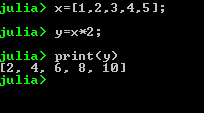 julia> x=[1,2,3,4,5];
julia> y=x*2;
julia> print(y)
[2, 4, 6, 8, 10]
julia>